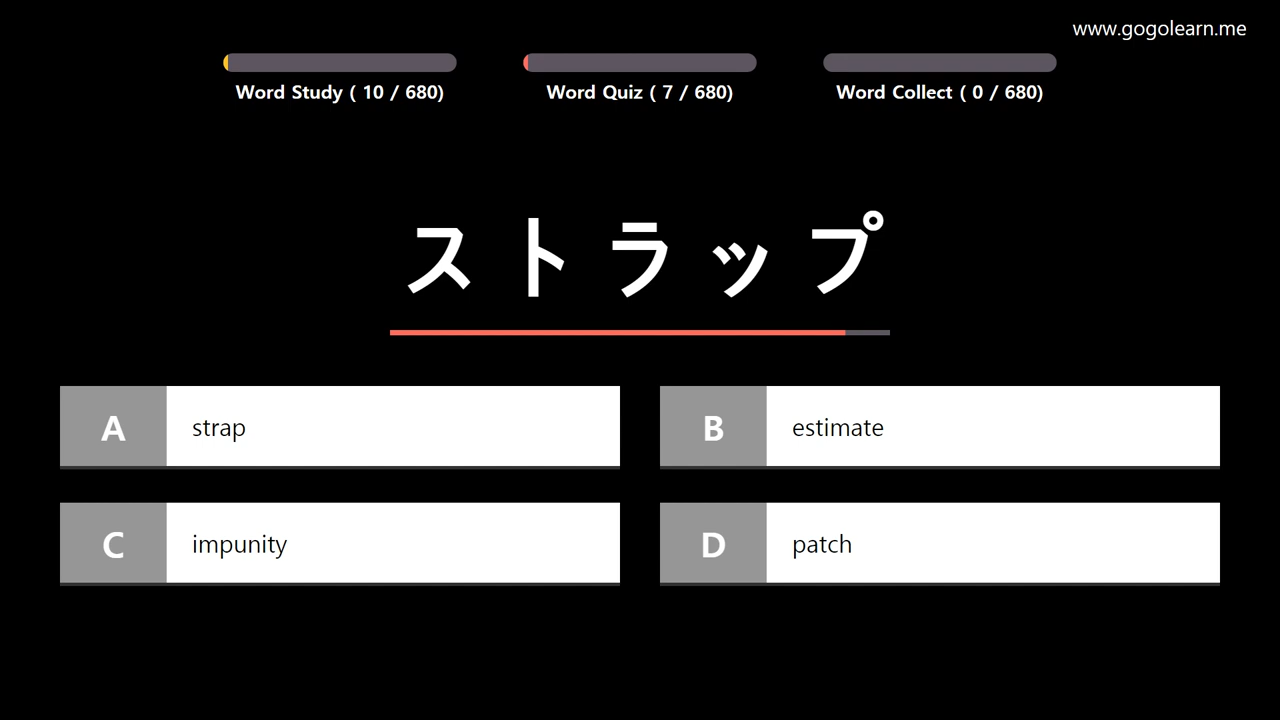 www.gogolearn.me
Word Study ( 10 / 680)
Word Quiz ( 7 / 680)
Word Collect ( 0 / 680)
ストラップ
A strap
B estimate
C impunity
D patch